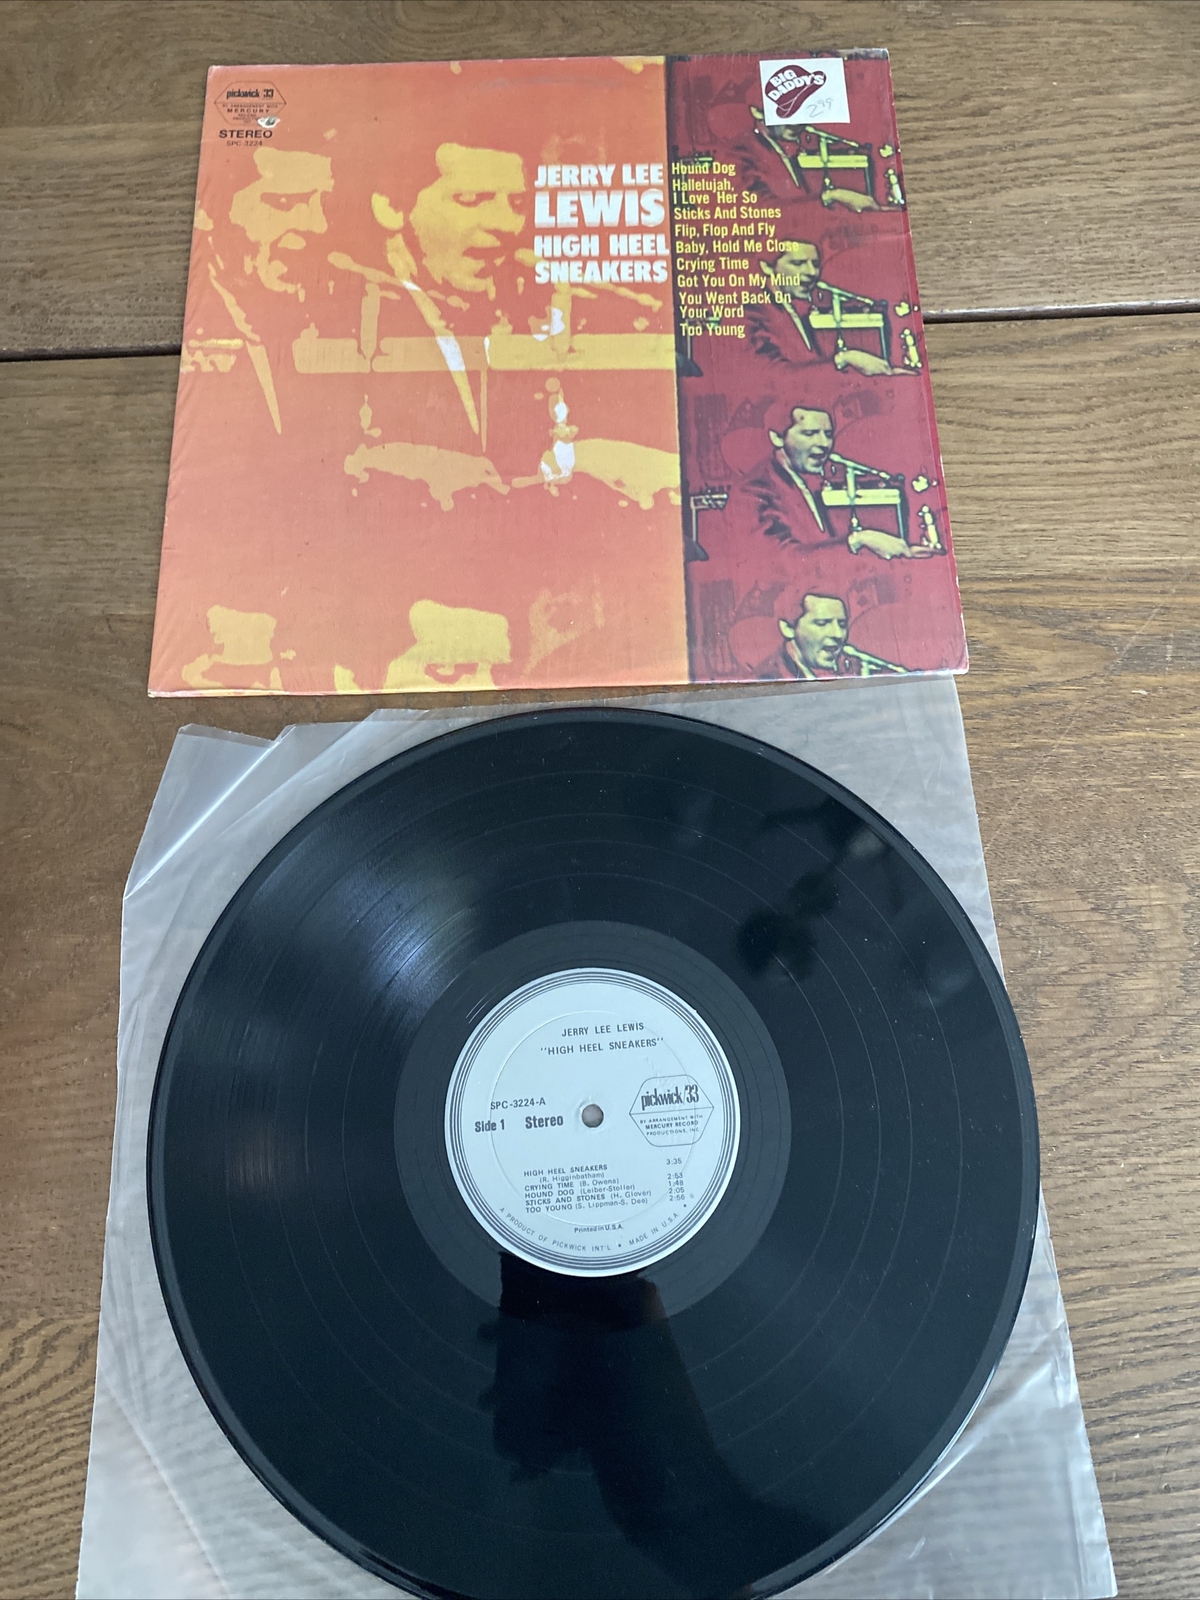 pickwick 33
BY ARRANGEMENT WITH
MERCURY
STEREO
SPC-3224
BIG
DADDY'S
2.99
JERRY LEE
LEWIS
HIGH HEEL
SNEAKERS
Hound Dog
Hallelujah,
I Love Her So
Sticks And Stones
Flip, Flop And Fly
Baby, Hold Me Close
Crying Time
Got You On My Mind
You Went Back On
Your Word
Too Young
JERRY LEE LEWIS
"HIGH HEEL SNEAKERS"
SPC-3224-A
Side 1 Stereo
pickwick/33
BY ARRANGEMENT WITH
MERCURY RECORD
PRODUCTIONS, INC.
HIGH HEEL SNEAKERS 3:35
(R. Higginbatham)
CRYING TIME (B. Owens) 2:53
HOUND DOG (Leiber-Stoller) 1:48
STICKS AND STONES (H. Glover) 2:05
TOO YOUNG (S. Lippman-S. Dee) 2:56
Printed in U.S.A.
A PRODUCT OF PICKWICK INT'L ★ MADE IN U.S.A. ★